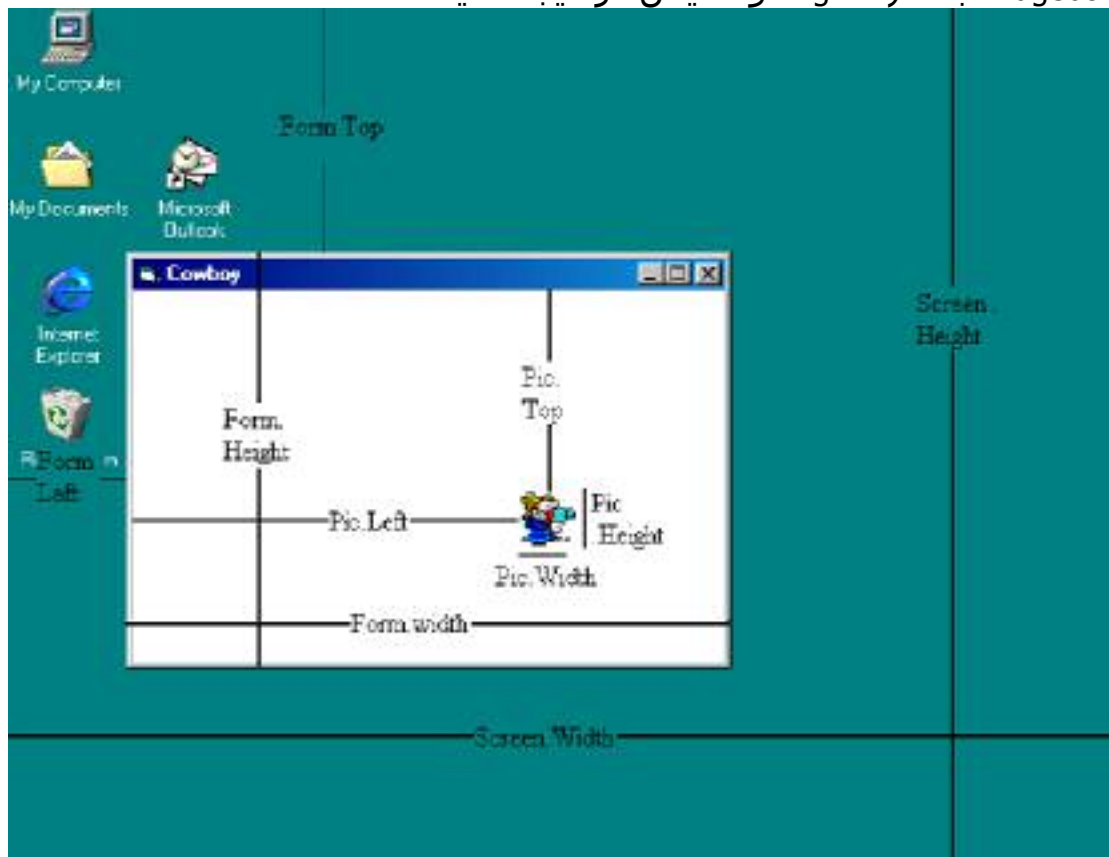 My Computer
Form Top
My Documents
Microsoft
Outlook
Cowboy
Internet
Explorer
Screen.
Height
Pic.
Top
Form.
Height
Form
Left
Pic.Left
Pic
.Height
Pic.Width
Form.width
Screen.Width